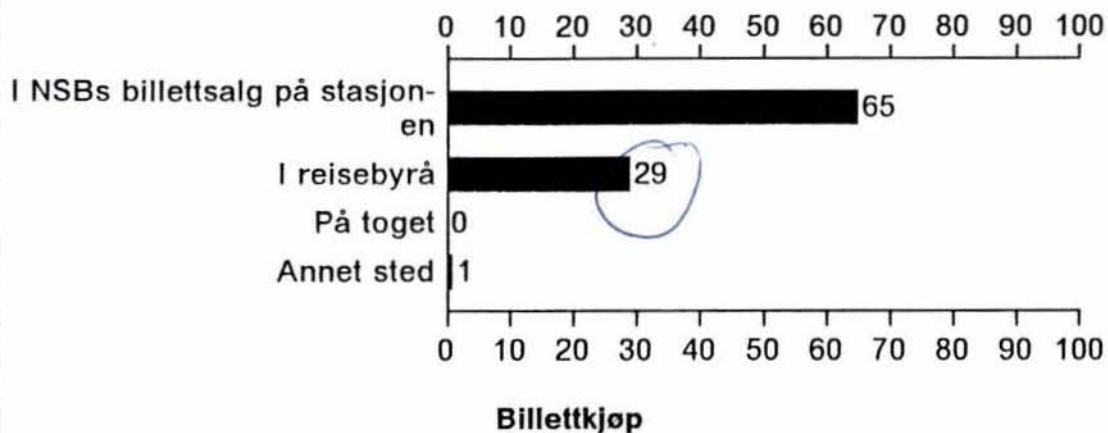 0 10 20 30 40 50 60 70 80 90 100
I NSBs billettsalg på stasjon-
en
65
I reisebyrå 29
På toget 0
Annet sted 1
0 10 20 30 40 50 60 70 80 90 100
Billettkjøp